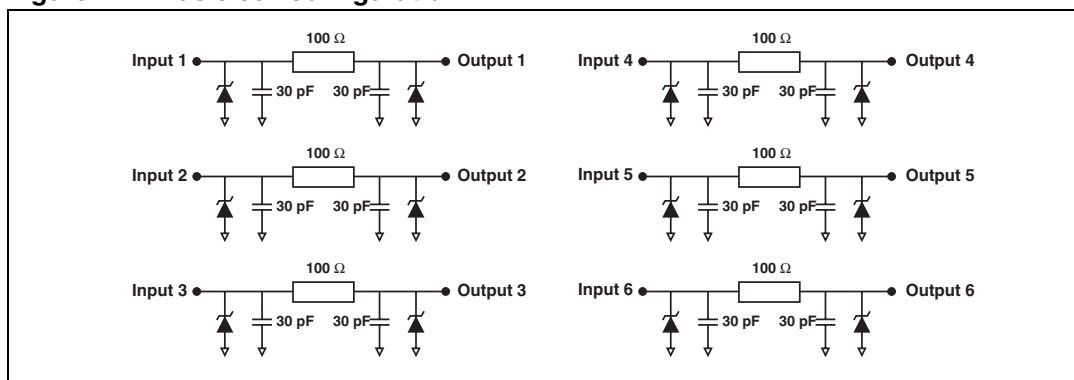 100 Ω
Input 1 Output 1
30 pF 30 pF
100 Ω
Input 4 Output 4
30 pF 30 pF
100 Ω
Input 2 Output 2
30 pF 30 pF
100 Ω
Input 5 Output 5
30 pF 30 pF
100 Ω
Input 3 Output 3
30 pF 30 pF
100 Ω
Input 6 Output 6
30 pF 30 pF